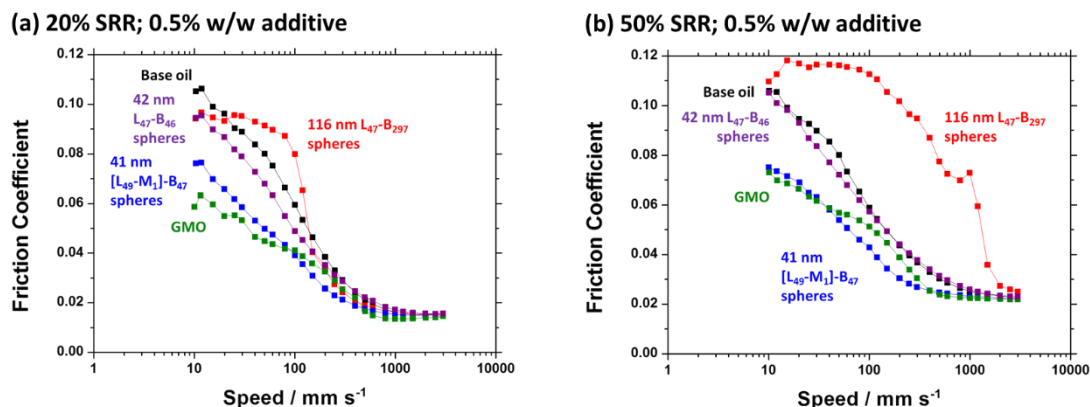 (a) 20% SRR; 0.5% w/w additive
0.12
0.10
0.08
0.06
0.04
0.02
0.00
Friction Coefficient
Base oil
42 nm
L₄₇-B₄₆
spheres
116 nm L₄₇-B₂₉₇
spheres
41 nm
[L₄₉-M₁]-B₄₇
spheres
GMO
1
10
100
1000
10000
Speed / mm s⁻¹
(b) 50% SRR; 0.5% w/w additive
0.12
0.10
0.08
0.06
0.04
0.02
0.00
Friction Coefficient
Base oil
42 nm L₄₇-B₄₆
spheres
116 nm L₄₇-B₂₉₇
spheres
GMO
41 nm
[L₄₉-M₁]-B₄₇
spheres
1
10
100
1000
10000
Speed / mm s⁻¹